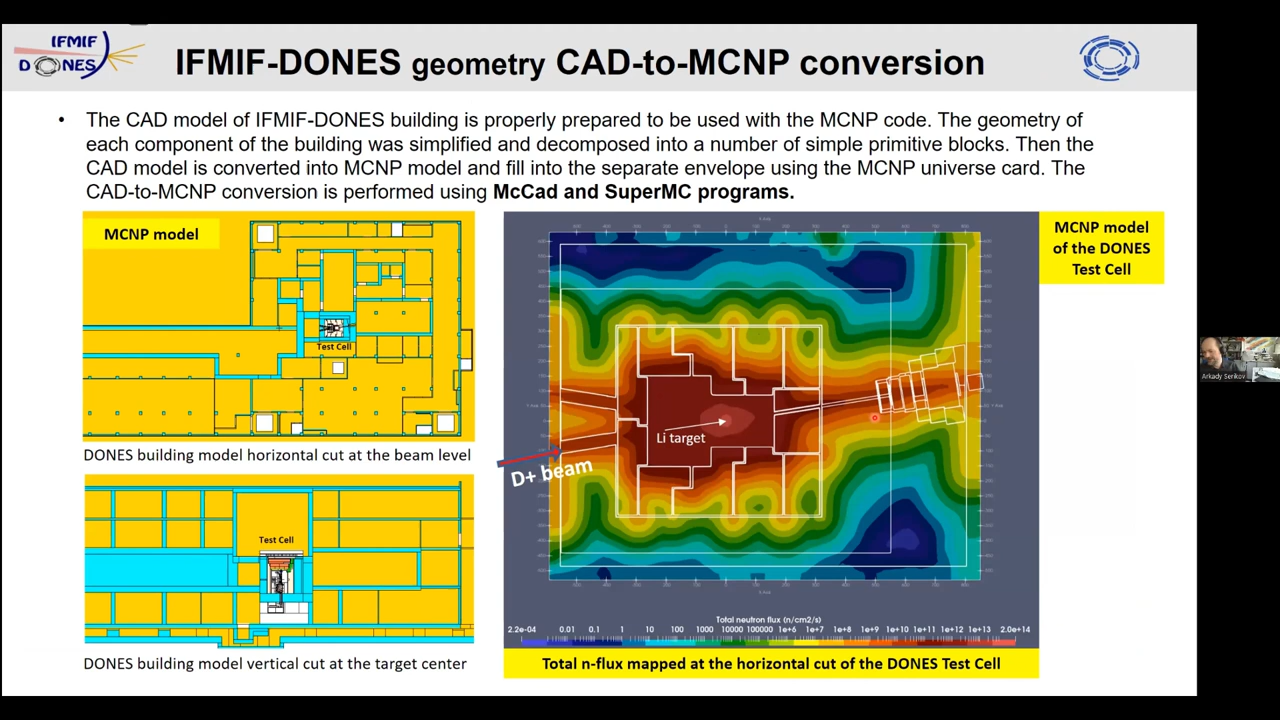 IFMIF
DONES
IFMIF-DONES geometry CAD-to-MCNP conversion
• The CAD model of IFMIF-DONES building is properly prepared to be used with the MCNP code. The geometry of
each component of the building was simplified and decomposed into a number of simple primitive blocks. Then the
CAD model is converted into MCNP model and fill into the separate envelope using the MCNP universe card. The
CAD-to-MCNP conversion is performed using McCad and SuperMC programs.
MCNP model
Test Cell
DONES building model horizontal cut at the beam level
Test Cell
DONES building model vertical cut at the target center
Li target
D+ beam
Total neutron flux (n/cm2/s)
2.2e-04 0.01 0.1 1 10 100 1000 10000 100000 1e+6 1e+7 1e+8 1e+9 1e+10 1e+11 1e+12 1e+13 2.0e+14
Total n-flux mapped at the horizontal cut of the DONES Test Cell
MCNP model
of the DONES
Test Cell
Arkady Serikov